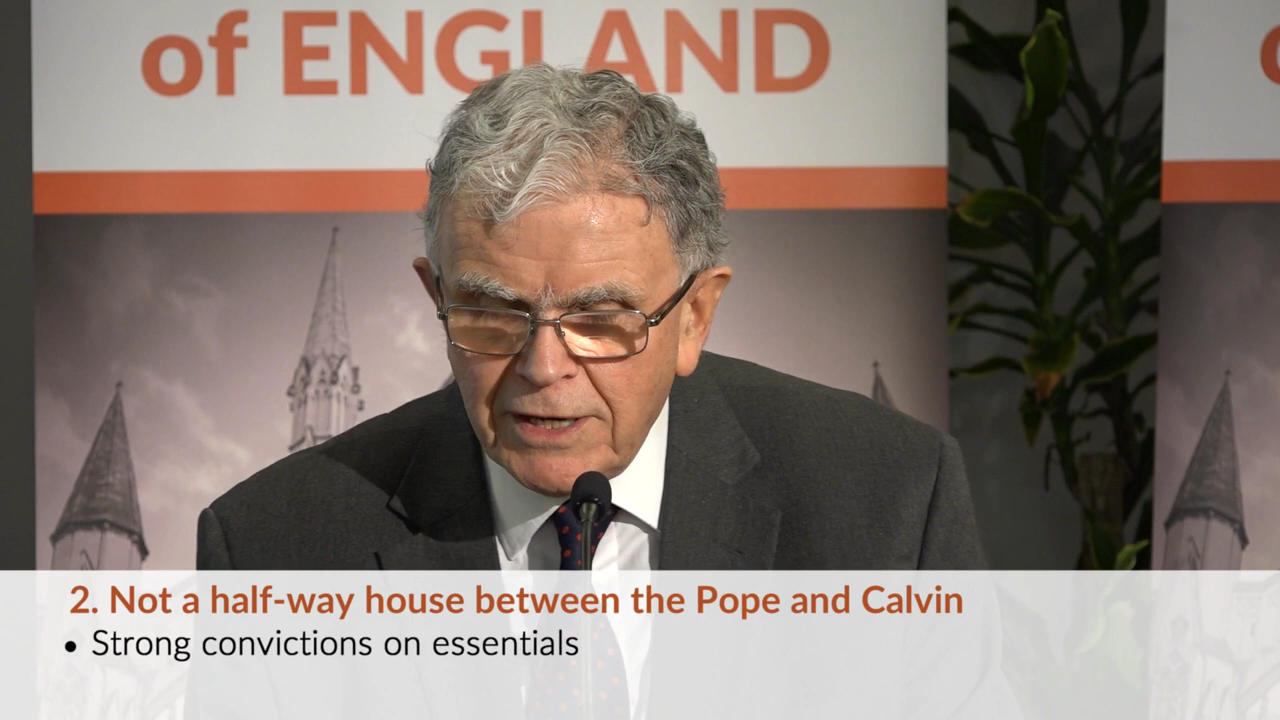 of ENGLAND
2. Not a half-way house between the Pope and Calvin
• Strong convictions on essentials